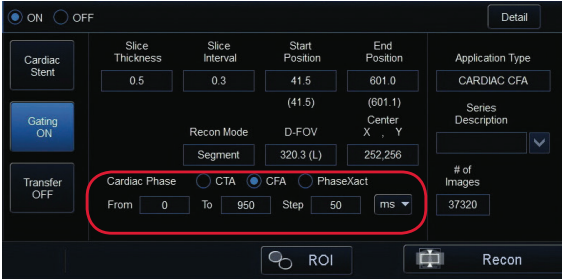 ON OFF Detail
Cardiac Stent
Gating ON
Transfer OFF
Slice Thickness Slice Interval Start Position End Position
0.5 0.3 41.5 601.0
(41.5) (601.1)
Recon Mode D-FOV Center X , Y
Segment 320.3 (L) 252,256
Cardiac Phase CTA CFA PhaseXact
From 0 To 950 Step 50 ms
Application Type
CARDIAC CFA
Series Description
# of Images
37320
ROI Recon